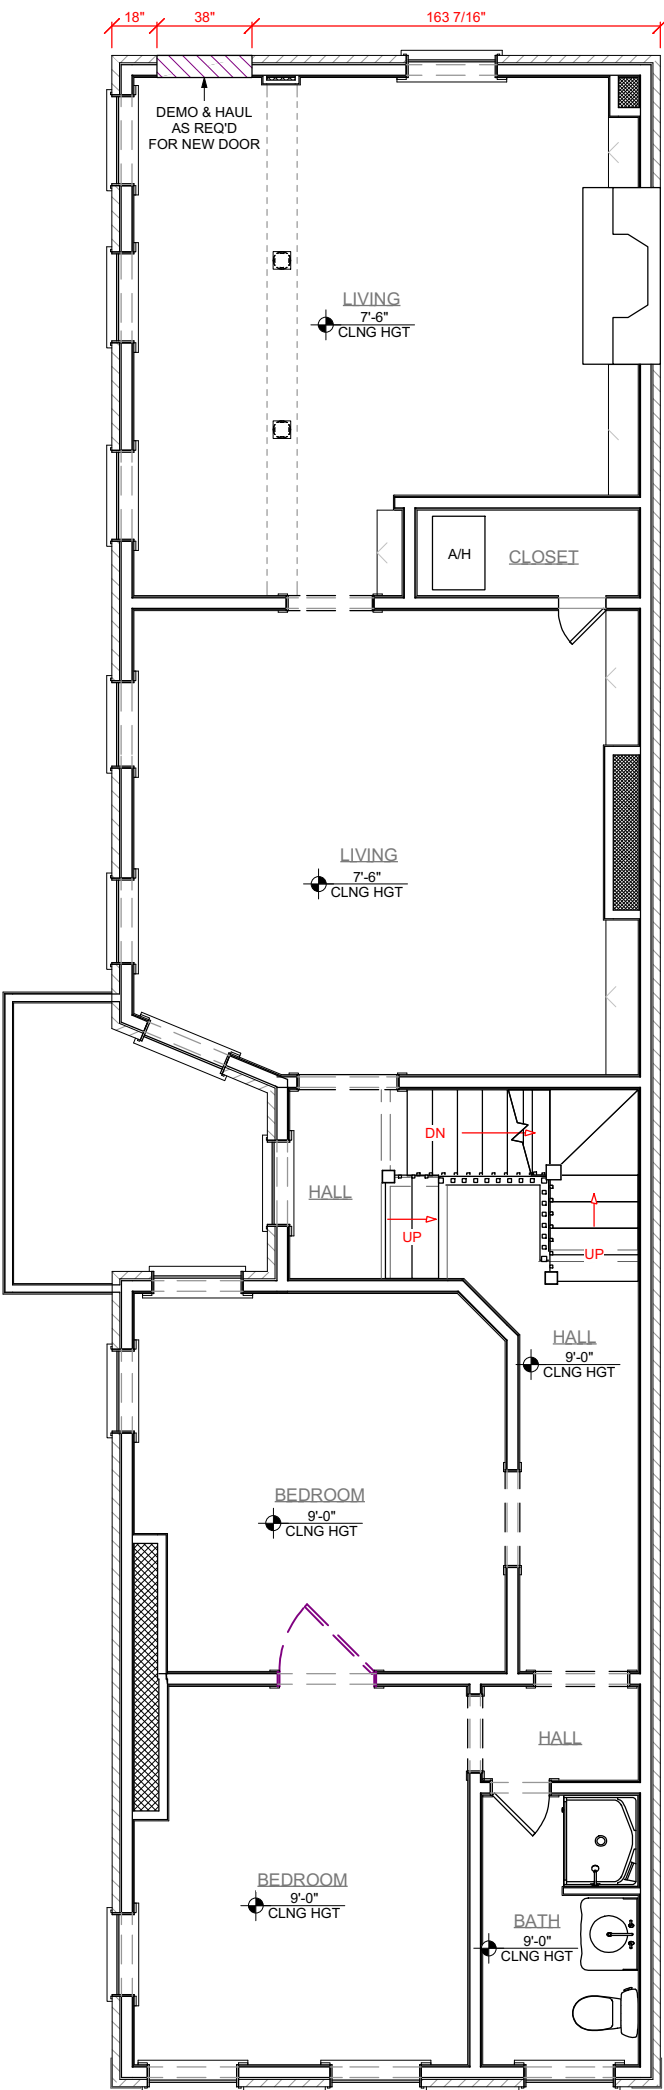 18"
38"
163 7/16"
DEMO & HAUL
AS REQ'D
FOR NEW DOOR
LIVING
7'-6"
CLNG HGT
A/H
CLOSET
LIVING
7'-6"
CLNG HGT
DN
HALL
UP
UP
HALL
9'-0"
CLNG HGT
BEDROOM
9'-0"
CLNG HGT
HALL
BEDROOM
9'-0"
CLNG HGT
BATH
9'-0"
CLNG HGT